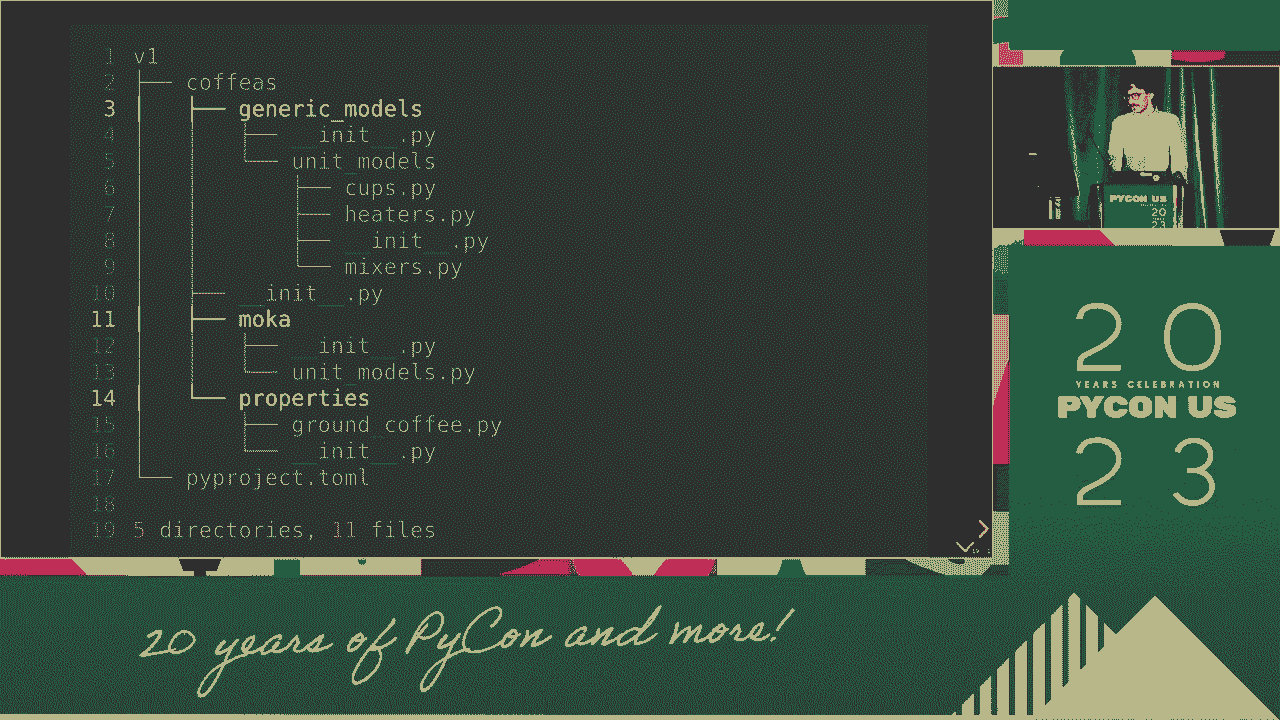 1 v1
2 ├── coffeas
3 │   ├── generic_models
4 │   │   ├── __init__.py
5 │   │   └── unit_models
6 │   │       ├── cups.py
7 │   │       ├── heaters.py
8 │   │       ├── __init__.py
9 │   │       └── mixers.py
10 │   ├── __init__.py
11 │   ├── moka
12 │   │   ├── __init__.py
13 │   │   └── unit_models.py
14 │   └── properties
15 │       ├── ground_coffee.py
16 │       └── __init__.py
17 └── pyproject.toml
18
19 5 directories, 11 files
PYCON US
20
23
20
YEARS CELEBRATION
PYCON US
23
20 years of PyCon and more!